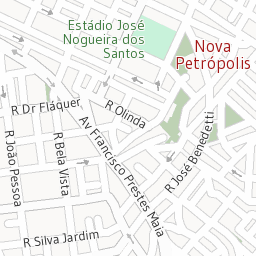 Estádio José
Nogueira dos
Santos
Nova
Petrópolis
R Dr Fláquer
R Olinda
Av Francisco Prestes Maia
R José Benedetti
R João Pessoa
R Bela Vista
R Silva Jardim